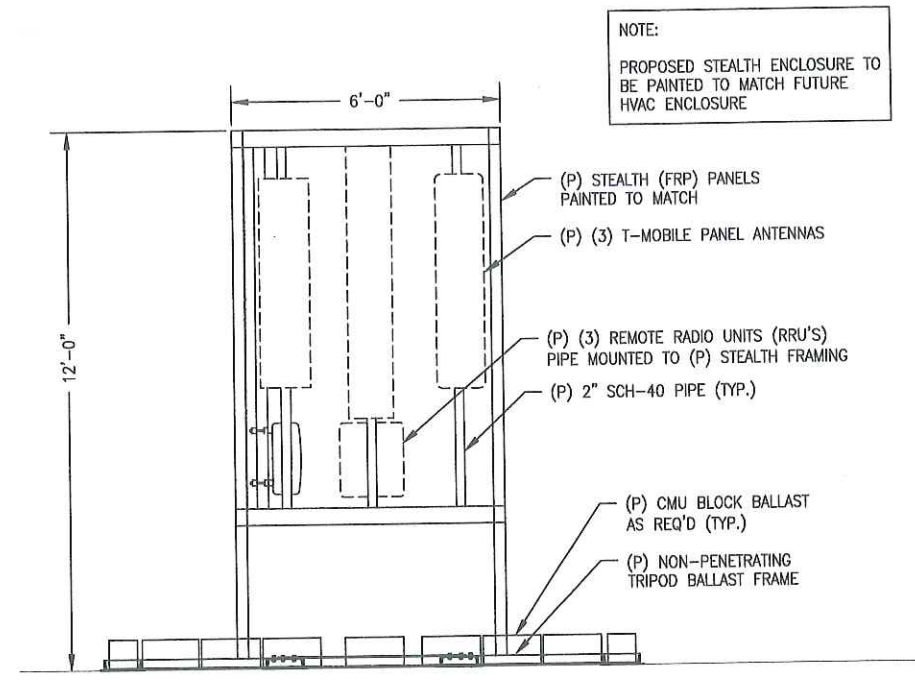 NOTE:
PROPOSED STEALTH ENCLOSURE TO
BE PAINTED TO MATCH FUTURE
HVAC ENCLOSURE
6'-0"
(P) STEALTH (FRP) PANELS
PAINTED TO MATCH
(P) (3) T-MOBILE PANEL ANTENNAS
12'-0"
(P) (3) REMOTE RADIO UNITS (RRU'S)
PIPE MOUNTED TO (P) STEALTH FRAMING
(P) 2" SCH-40 PIPE (TYP.)
(P) CMU BLOCK BALLAST
AS REQ'D (TYP.)
(P) NON-PENETRATING
TRIPOD BALLAST FRAME